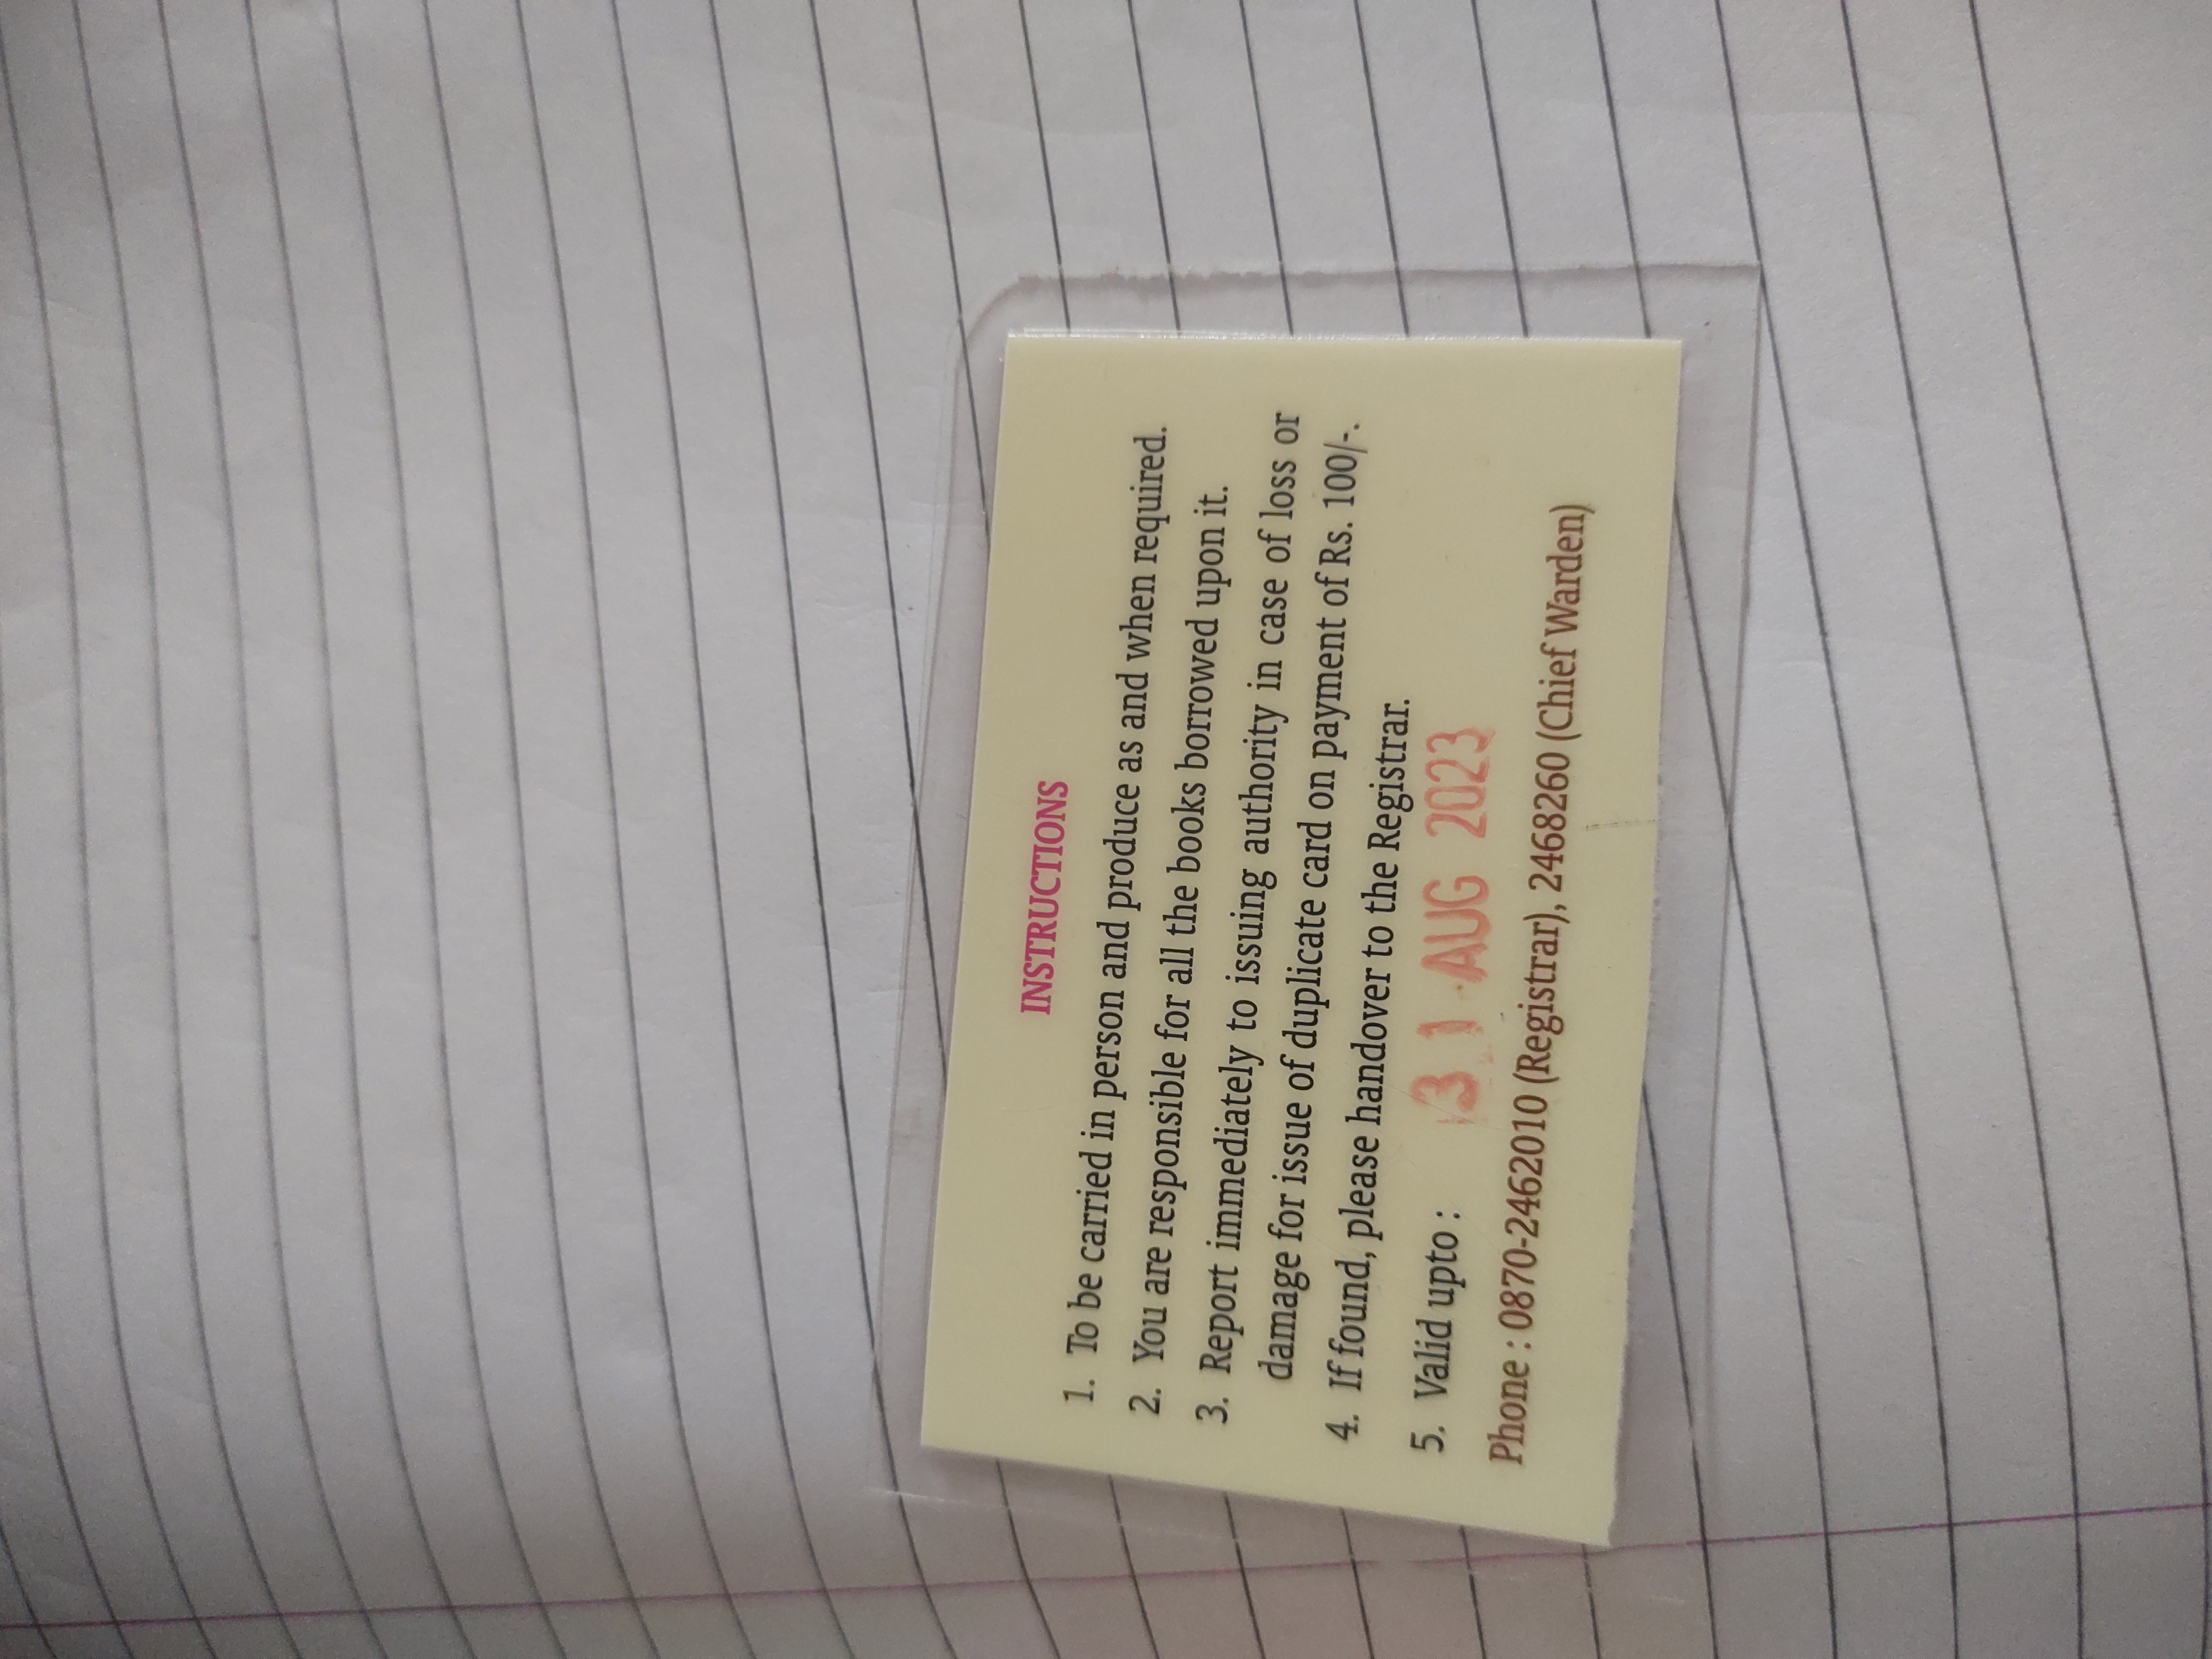 INSTRUCTIONS
1. To be carried in person and produce as and when required.
2. You are responsible for all the books borrowed upon it.
3. Report immediately to issuing authority in case of loss or
damage for issue of duplicate card on payment of Rs. 100/-.
4. If found, please handover to the Registrar.
5. Valid upto : 31 AUG 2023
Phone : 0870-2462010 (Registrar), 2468260 (Chief Warden)